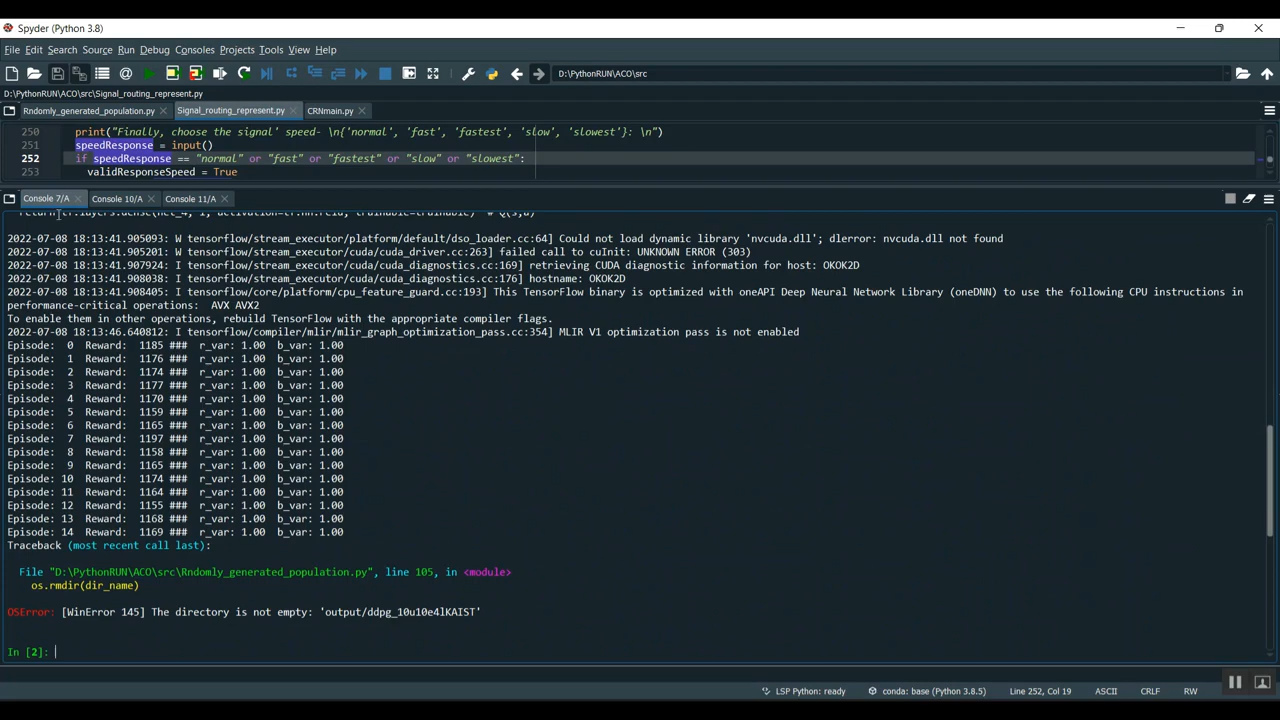 Spyder (Python 3.8)
File Edit Search Source Run Debug Consoles Projects Tools View Help
D:\PythonRUN\ACO\src
D:\PythonRUN\ACO\src\Signal_routing_represent.py
Rndomly_generated_population.py Signal_routing_represent.py CRNmain.py
250 print("Finally, choose the signal' speed- \n{'normal', 'fast', 'fastest', 'slow', 'slowest'}: \n")
251 speedResponse = input()
252 if speedResponse == "normal" or "fast" or "fastest" or "slow" or "slowest":
253 validResponseSpeed = True
Console 7/A Console 10/A Console 11/A
return tf.layers.dense(net_4, 1, activation=tf.nn.relu, trainable=trainable) # Q(s,a)
2022-07-08 18:13:41.905093: W tensorflow/stream_executor/platform/default/dso_loader.cc:64] Could not load dynamic library 'nvcuda.dll'; dlerror: nvcuda.dll not found
2022-07-08 18:13:41.905201: W tensorflow/stream_executor/cuda/cuda_driver.cc:263] failed call to cuInit: UNKNOWN ERROR (303)
2022-07-08 18:13:41.907924: I tensorflow/stream_executor/cuda/cuda_diagnostics.cc:169] retrieving CUDA diagnostic information for host: OKOK2D
2022-07-08 18:13:41.908038: I tensorflow/stream_executor/cuda/cuda_diagnostics.cc:176] hostname: OKOK2D
2022-07-08 18:13:41.908405: I tensorflow/core/platform/cpu_feature_guard.cc:193] This TensorFlow binary is optimized with oneAPI Deep Neural Network Library (oneDNN) to use the following CPU instructions in
performance-critical operations:  AVX AVX2
To enable them in other operations, rebuild TensorFlow with the appropriate compiler flags.
2022-07-08 18:13:46.640812: I tensorflow/compiler/mlir/mlir_graph_optimization_pass.cc:354] MLIR V1 optimization pass is not enabled
Episode: 0 Reward: 1185 ### r_var: 1.00 b_var: 1.00
Episode: 1 Reward: 1176 ### r_var: 1.00 b_var: 1.00
Episode: 2 Reward: 1174 ### r_var: 1.00 b_var: 1.00
Episode: 3 Reward: 1177 ### r_var: 1.00 b_var: 1.00
Episode: 4 Reward: 1170 ### r_var: 1.00 b_var: 1.00
Episode: 5 Reward: 1159 ### r_var: 1.00 b_var: 1.00
Episode: 6 Reward: 1165 ### r_var: 1.00 b_var: 1.00
Episode: 7 Reward: 1197 ### r_var: 1.00 b_var: 1.00
Episode: 8 Reward: 1158 ### r_var: 1.00 b_var: 1.00
Episode: 9 Reward: 1165 ### r_var: 1.00 b_var: 1.00
Episode: 10 Reward: 1174 ### r_var: 1.00 b_var: 1.00
Episode: 11 Reward: 1164 ### r_var: 1.00 b_var: 1.00
Episode: 12 Reward: 1155 ### r_var: 1.00 b_var: 1.00
Episode: 13 Reward: 1168 ### r_var: 1.00 b_var: 1.00
Episode: 14 Reward: 1169 ### r_var: 1.00 b_var: 1.00
Traceback (most recent call last):
File "D:\PythonRUN\ACO\src\Rndomly_generated_population.py", line 105, in <module>
os.rmdir(dir_name)
OSError: [WinError 145] The directory is not empty: 'output/ddpg_10u10e4lKAIST'
In [2]:
LSP Python: ready conda: base (Python 3.8.5) Line 252, Col 19 ASCII CRLF RW